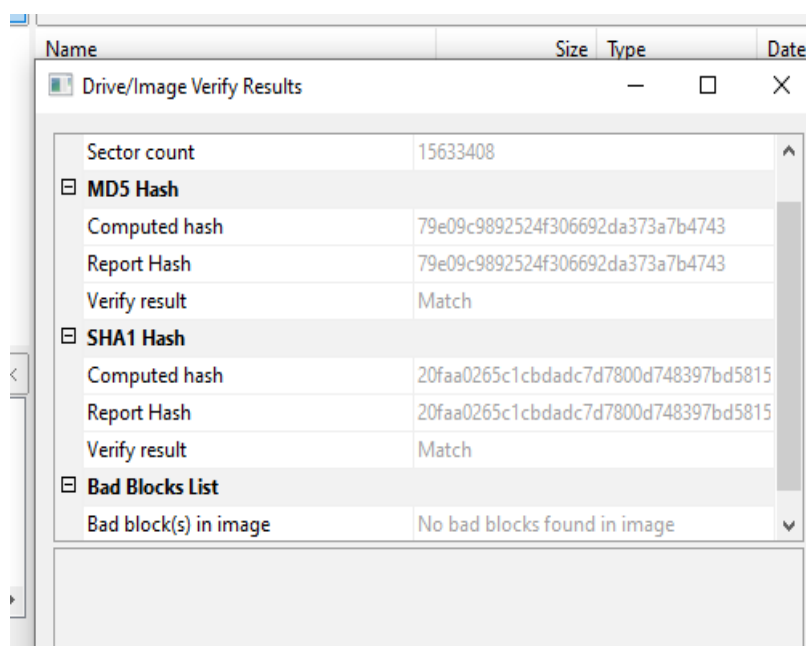 Name Size Type Date
Drive/Image Verify Results
Sector count 15633408
MD5 Hash
Computed hash 79e09c9892524f306692da373a7b4743
Report Hash 79e09c9892524f306692da373a7b4743
Verify result Match
SHA1 Hash
Computed hash 20faa0265c1cbdadc7d7800d748397bd5815
Report Hash 20faa0265c1cbdadc7d7800d748397bd5815
Verify result Match
Bad Blocks List
Bad block(s) in image No bad blocks found in image